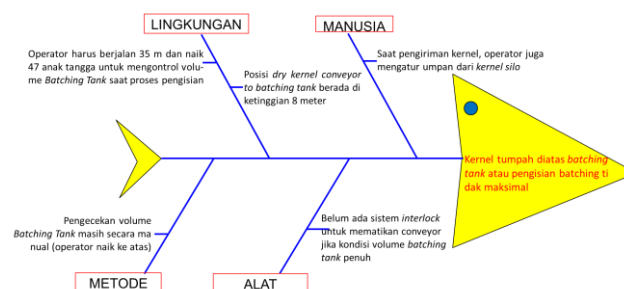 LINGKUNGAN
MANUSIA
Operator harus berjalan 35 m dan naik
47 anak tangga untuk mengontrol volu-
me Batching Tank saat proses pengisian
Posisi dry kernel conveyor
to batching tank berada di
ketinggian 8 meter
Saat pengiriman kernel, operator juga
mengatur umpan dari kernel silo
Kernel tumpah diatas batching
tank atau pengisian batching ti
dak maksimal
Pengecekan volume
Batching Tank masih secara ma
nual (operator naik ke atas)
Belum ada sistem interlock
untuk mematikan conveyor
jika kondisi volume batching
tank penuh
METODE
ALAT